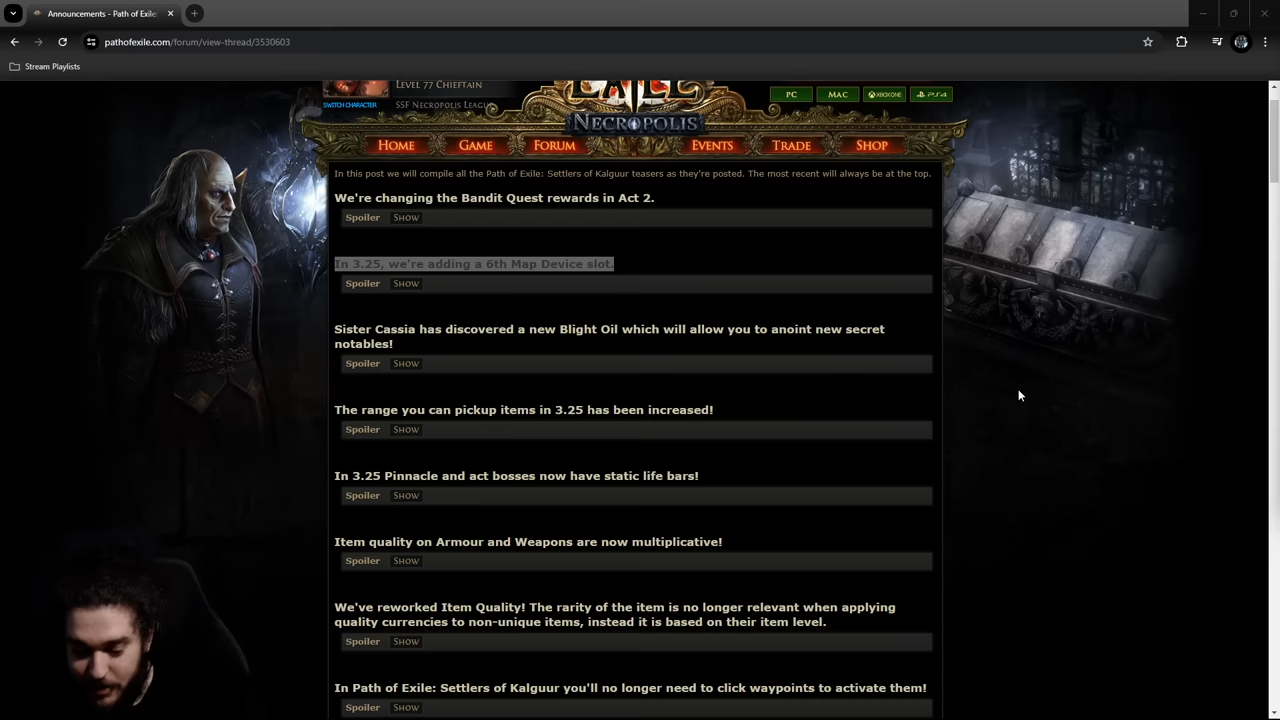 Announcements - Path of Exile:
pathofexile.com/forum/view-thread/3530603
Stream Playlists
LEVEL 77 CHIEFTAIN
SWITCH CHARACTER
SSF NECROPOLIS LEAGU
PC
MAC
XBOX ONE
PS4
NECROPOLIS
HOME
GAME
FORUM
EVENTS
TRADE
SHOP
In this post we will compile all the Path of Exile: Settlers of Kalguur teasers as they're posted. The most recent will always be at the top.
We're changing the Bandit Quest rewards in Act 2.
Spoiler SHOW
In 3.25, we're adding a 6th Map Device slot.
Spoiler SHOW
Sister Cassia has discovered a new Blight Oil which will allow you to anoint new secret
notables!
Spoiler SHOW
The range you can pickup items in 3.25 has been increased!
Spoiler SHOW
In 3.25 Pinnacle and act bosses now have static life bars!
Spoiler SHOW
Item quality on Armour and Weapons are now multiplicative!
Spoiler SHOW
We've reworked Item Quality! The rarity of the item is no longer relevant when applying
quality currencies to non-unique items, instead it is based on their item level.
Spoiler SHOW
In Path of Exile: Settlers of Kalguur you'll no longer need to click waypoints to activate them!
Spoiler SHOW